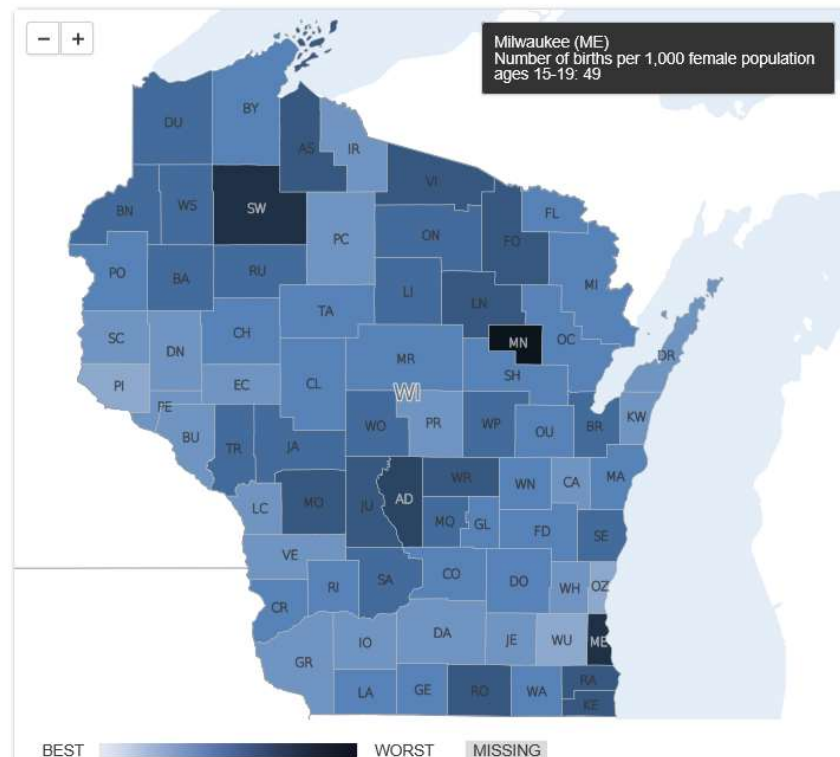 − +
Milwaukee (ME)
Number of births per 1,000 female population
ages 15-19: 49
DU
BY
AS
IR
VI
BN
WS
SW
PC
ON
FO
FL
PO
BA
RU
LI
LN
MI
SC
DN
CH
TA
MR
MN
OC
DR
PI
PE
EC
CL
WI
SH
BU
TR
JA
WO
PR
WP
OU
BR
KW
LC
MO
JU
AD
WR
WN
CA
MA
VE
MQ
GL
FD
SE
CR
RI
SA
CO
DO
WH
OZ
GR
IO
DA
JE
WU
ME
LA
GE
RO
WA
RA
KE
BEST WORST MISSING